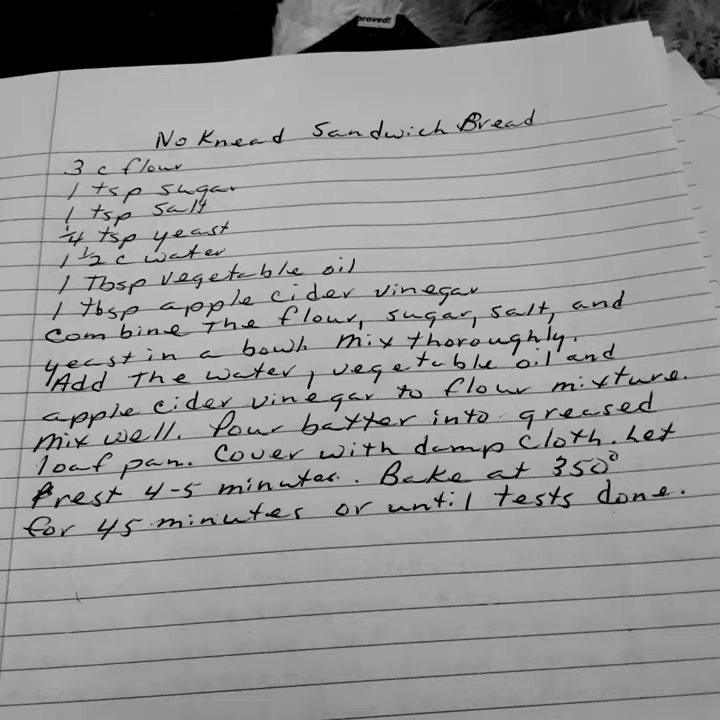 proved!
No Knead Sandwich Bread
3 c flour
1 tsp sugar
1 tsp salt
1/4 tsp yeast
1 1/2 c water
1 Tbsp vegetable oil
1 tbsp apple cider vinegar
Combine The flour, sugar, salt, and
yeast in a bowl. Mix thoroughly.
Add The water, vegetable oil and
apple cider vinegar to flour mixture.
Mix well. Pour batter into greased
loaf pan. Cover with damp cloth. Let
rest 4-5 minutes. Bake at 350°
for 45 minutes or until tests done.